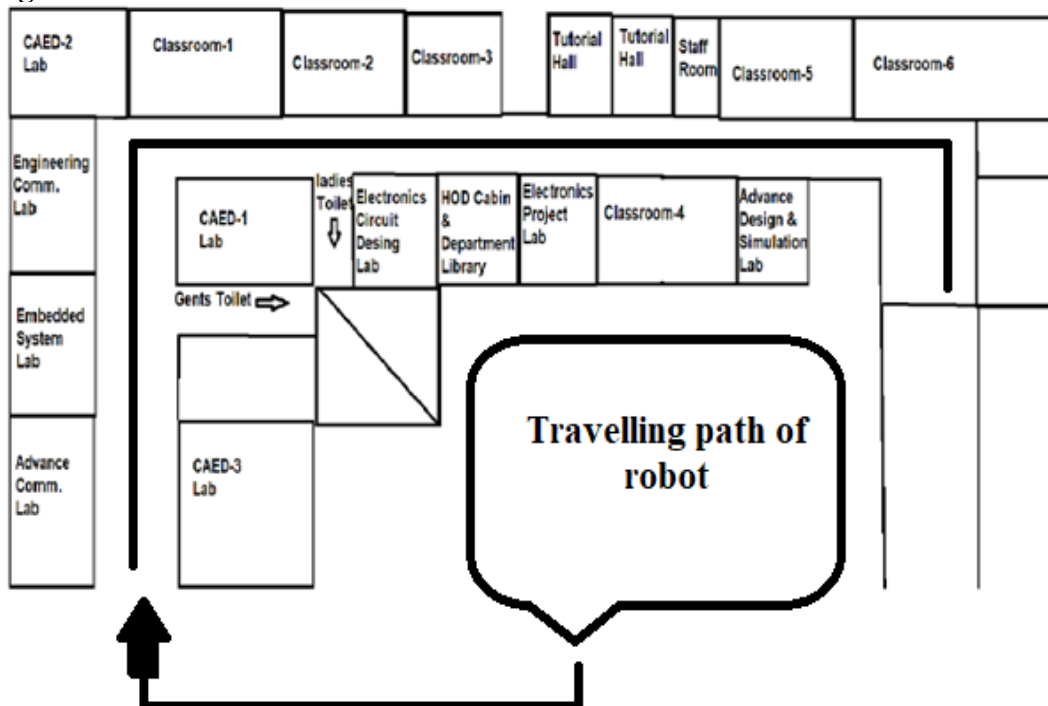 CAED-2
Lab
Classroom-1
Classroom-2
Classroom-3
Tutorial
Hall
Tutorial
Hall
Staff
Room
Classroom-5
Classroom-6
Engineering
Comm.
Lab
CAED-1
Lab
ladies
Toilet
Electronics
Circuit
Desing
Lab
HOD Cabin
&
Department
Library
Electronics
Project
Lab
Classroom-4
Advance
Design &
Simulation
Lab
Gents Toilet
Embedded
System
Lab
Advance
Comm.
Lab
CAED-3
Lab
Travelling path of
robot